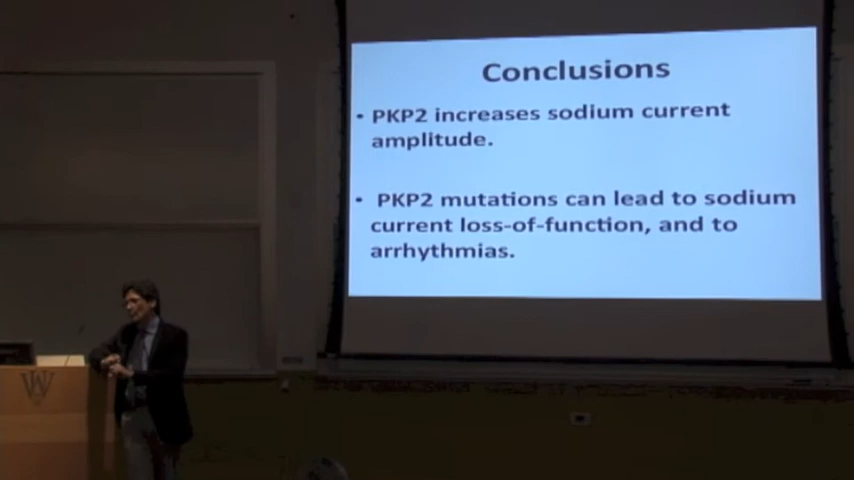 Conclusions
• PKP2 increases sodium current
amplitude.
• PKP2 mutations can lead to sodium
current loss-of-function, and to
arrhythmias.
W